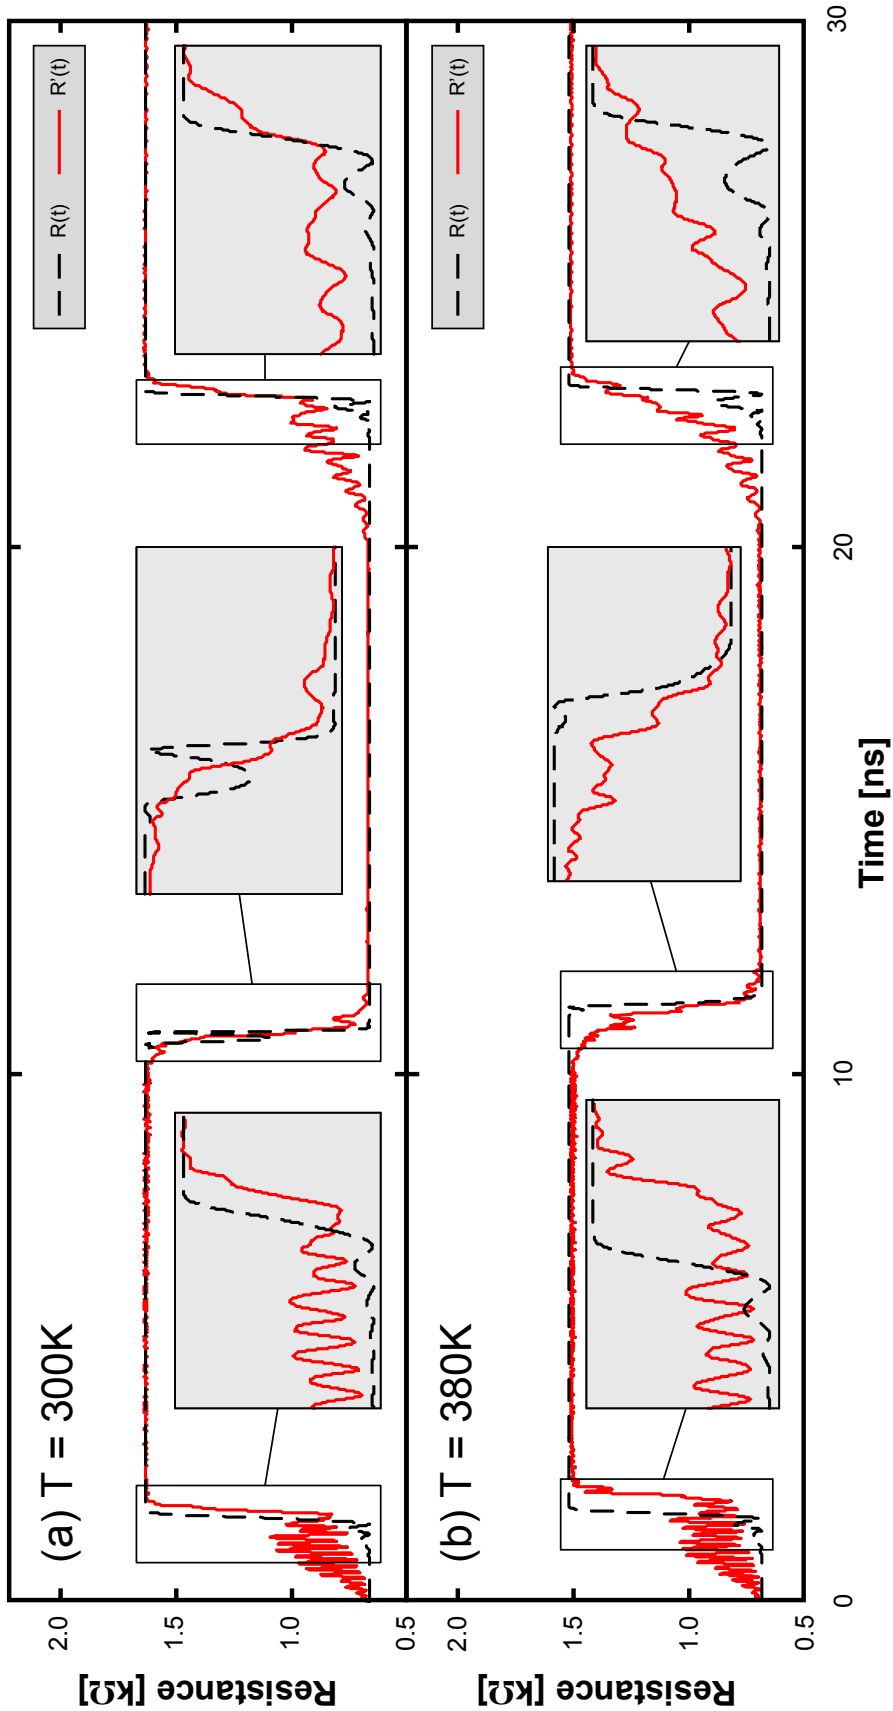 (a) T = 300K
R(t)
R'(t)
Resistance [kΩ]
2.0
1.5
1.0
0.5
(b) T = 380K
R(t)
R'(t)
Resistance [kΩ]
2.0
1.5
1.0
0.5
0
10
20
30
Time [ns]